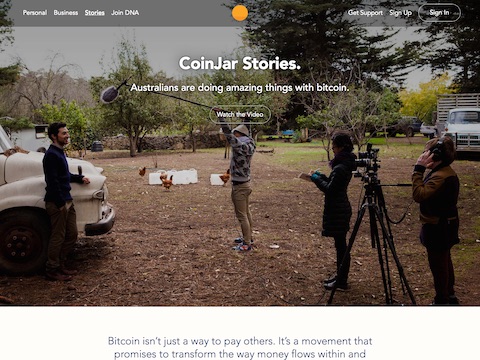 Personal Business Stories Join DNA Get Support Sign Up Sign In
CoinJar Stories.
Australians are doing amazing things with bitcoin.
Watch the Video
Bitcoin isn't just a way to pay others. It's a movement that
promises to transform the way money flows within and